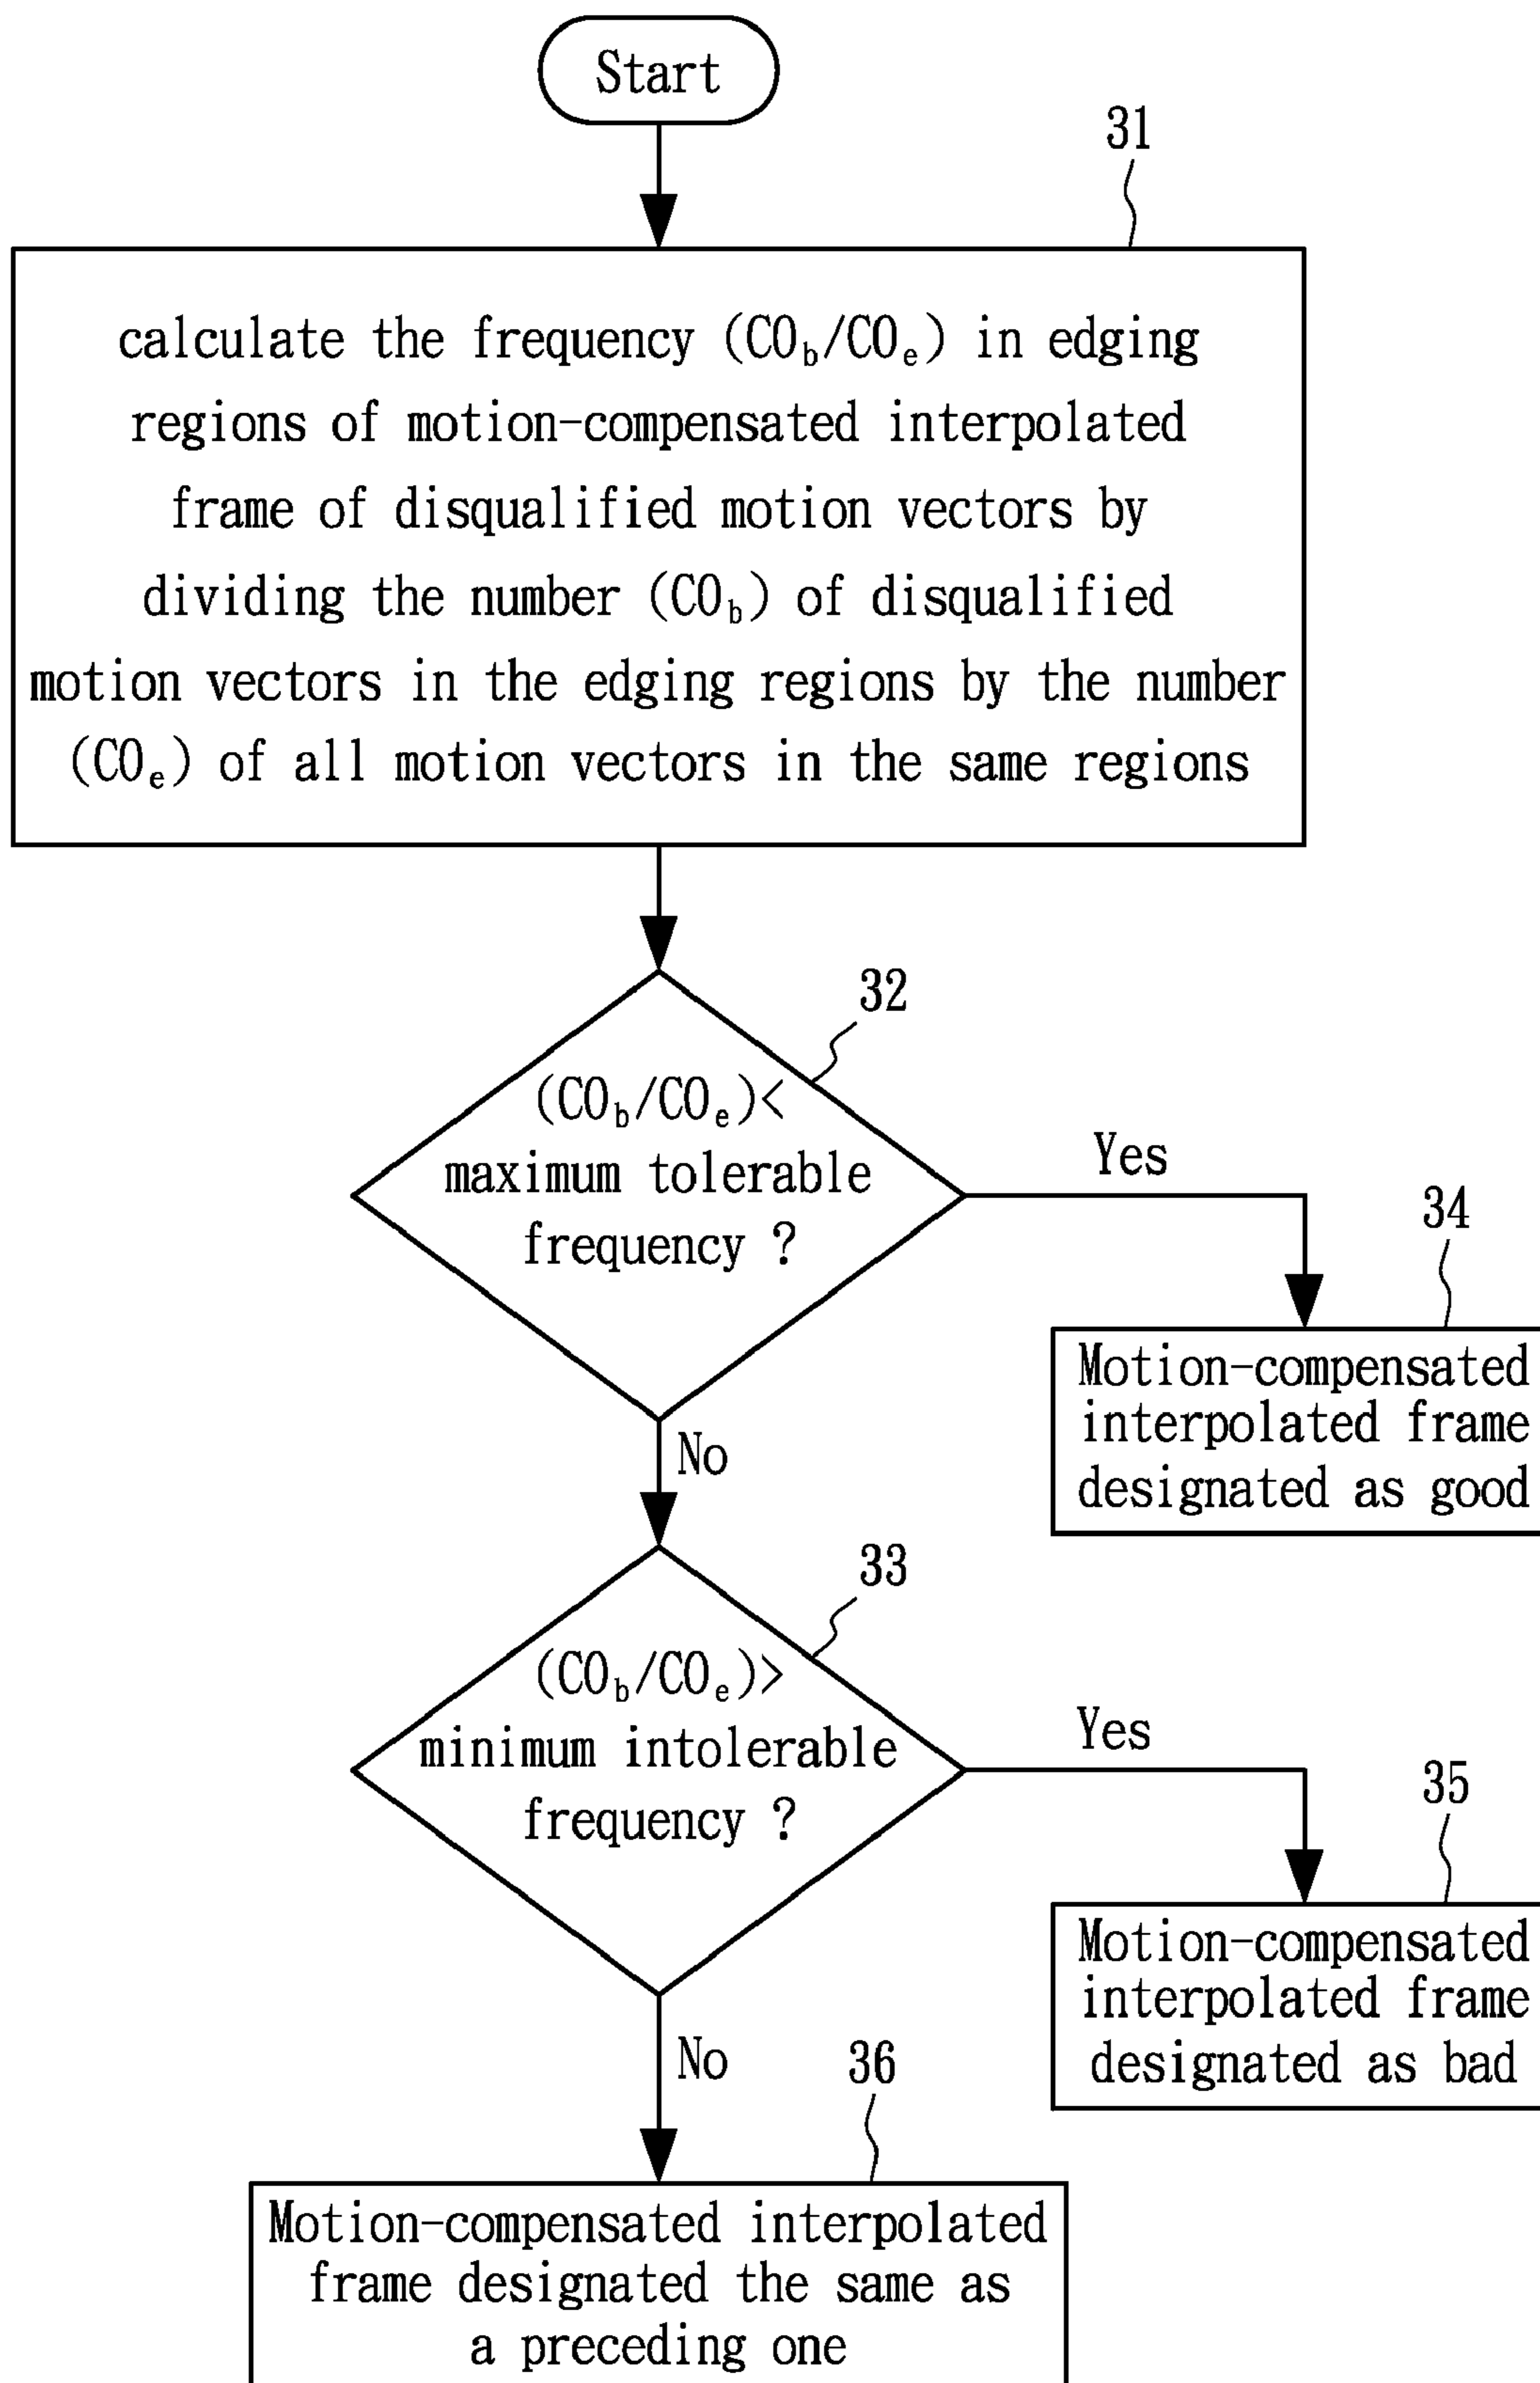 Start
31
calculate the frequency (CO_b/CO_e) in edging
regions of motion-compensated interpolated
frame of disqualified motion vectors by
dividing the number (CO_b) of disqualified
motion vectors in the edging regions by the number
(CO_e) of all motion vectors in the same regions
32
(CO_b/CO_e)<
maximum tolerable
frequency ?
Yes
34
Motion-compensated
interpolated frame
designated as good
No
33
(CO_b/CO_e)>
minimum intolerable
frequency ?
Yes
35
Motion-compensated
interpolated frame
designated as bad
No
36
Motion-compensated interpolated
frame designated the same as
a preceding one